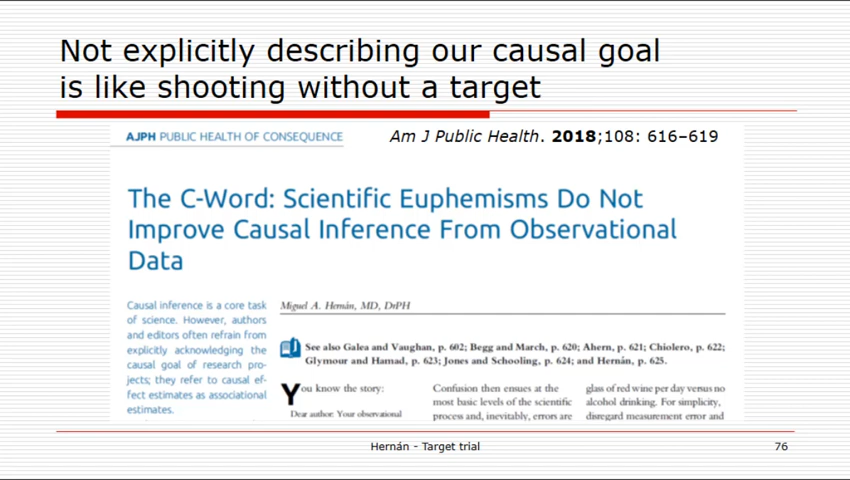 Not explicitly describing our causal goal
is like shooting without a target
AJPH PUBLIC HEALTH OF CONSEQUENCE
Am J Public Health. 2018;108: 616–619
The C-Word: Scientific Euphemisms Do Not
Improve Causal Inference From Observational
Data
Causal inference is a core task
of science. However, authors
and editors often refrain from
explicitly acknowledging the
causal goal of research pro-
jects; they refer to causal ef-
fect estimates as associational
estimates.
Miguel A. Hernán, MD, DrPH
See also Galea and Vaughan, p. 602; Begg and March, p. 620; Ahern, p. 621; Chiolero, p. 622;
Glymour and Hamad, p. 623; Jones and Schooling, p. 624; and Hernán, p. 625.
You know the story:
Dear author: Your observational
Confusion then ensues at the
most basic levels of the scientific
process and, inevitably, errors are
glass of red wine per day versus no
alcohol drinking. For simplicity,
disregard measurement error and
Hernán - Target trial
76